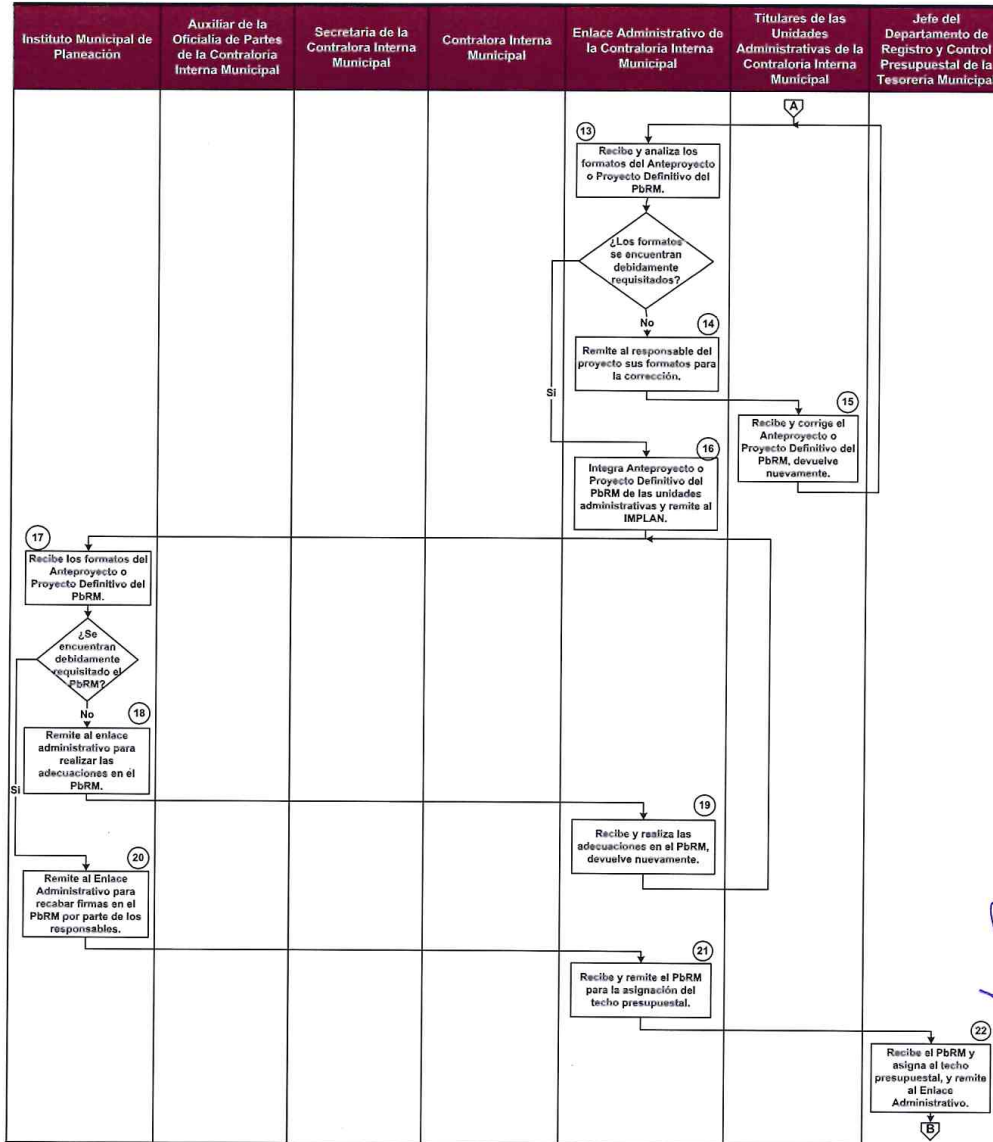 Instituto Municipal de
Planeación
Auxiliar de la
Oficialía de Partes
de la Contraloría
Interna Municipal
Secretaria de la
Contralora Interna
Municipal
Contralora Interna
Municipal
Enlace Administrativo de
la Contraloría Interna
Municipal
Titulares de las
Unidades
Administrativas de la
Contraloría Interna
Municipal
Jefe del
Departamento de
Registro y Control
Presupuestal de la
Tesorería Municipal
A
13
Recibe y analiza los
formatos del Anteproyecto
o Proyecto Definitivo del
PbRM.
¿Los formatos
se encuentran
debidamente
requisitados?
No
14
Remite al responsable del
proyecto sus formatos para
la corrección.
Si
15
Recibe y corrige el
Anteproyecto o
Proyecto Definitivo del
PbRM, devuelve
nuevamente.
16
Integra Anteproyecto o
Proyecto Definitivo del
PbRM de las unidades
administrativas y remite al
IMPLAN.
17
Recibe los formatos del
Anteproyecto o
Proyecto Definitivo del
PbRM.
¿Se
encuentran
debidamente
requisitado el
PbRM?
No
18
Remite al enlace
administrativo para
realizar las
adecuaciones en él
PbRM.
Si
19
Recibe y realiza las
adecuaciones en el PbRM,
devuelve nuevamente.
20
Remite al Enlace
Administrativo para
recabar firmas en el
PbRM por parte de los
responsables.
21
Recibe y remite el PbRM
para la asignación del
techo presupuestal.
22
Recibe el PbRM y
asigna el techo
presupuestal, y remite
al Enlace
Administrativo.
B